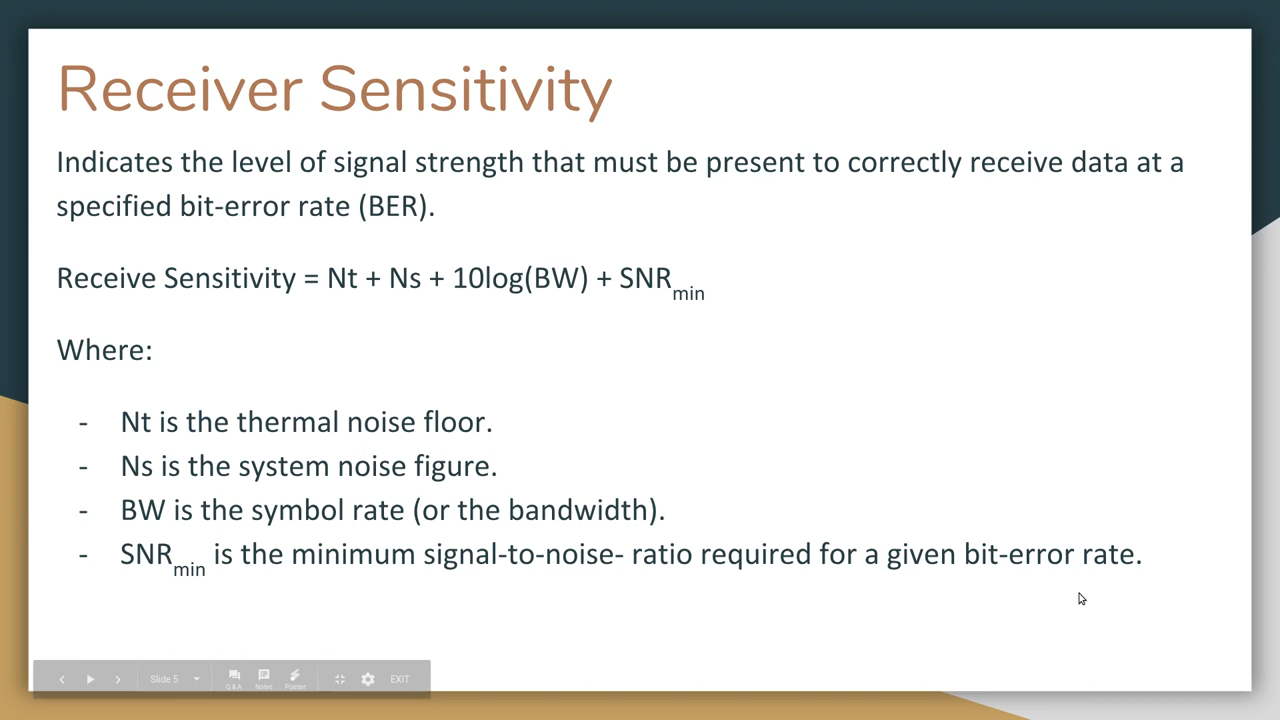 Receiver Sensitivity
Indicates the level of signal strength that must be present to correctly receive data at a
specified bit-error rate (BER).
Receive Sensitivity = Nt + Ns + 10log(BW) + SNRmin
Where:
- Nt is the thermal noise floor.
- Ns is the system noise figure.
- BW is the symbol rate (or the bandwidth).
- SNRmin is the minimum signal-to-noise- ratio required for a given bit-error rate.
Slide 5 Q&A Notes Pointer EXIT